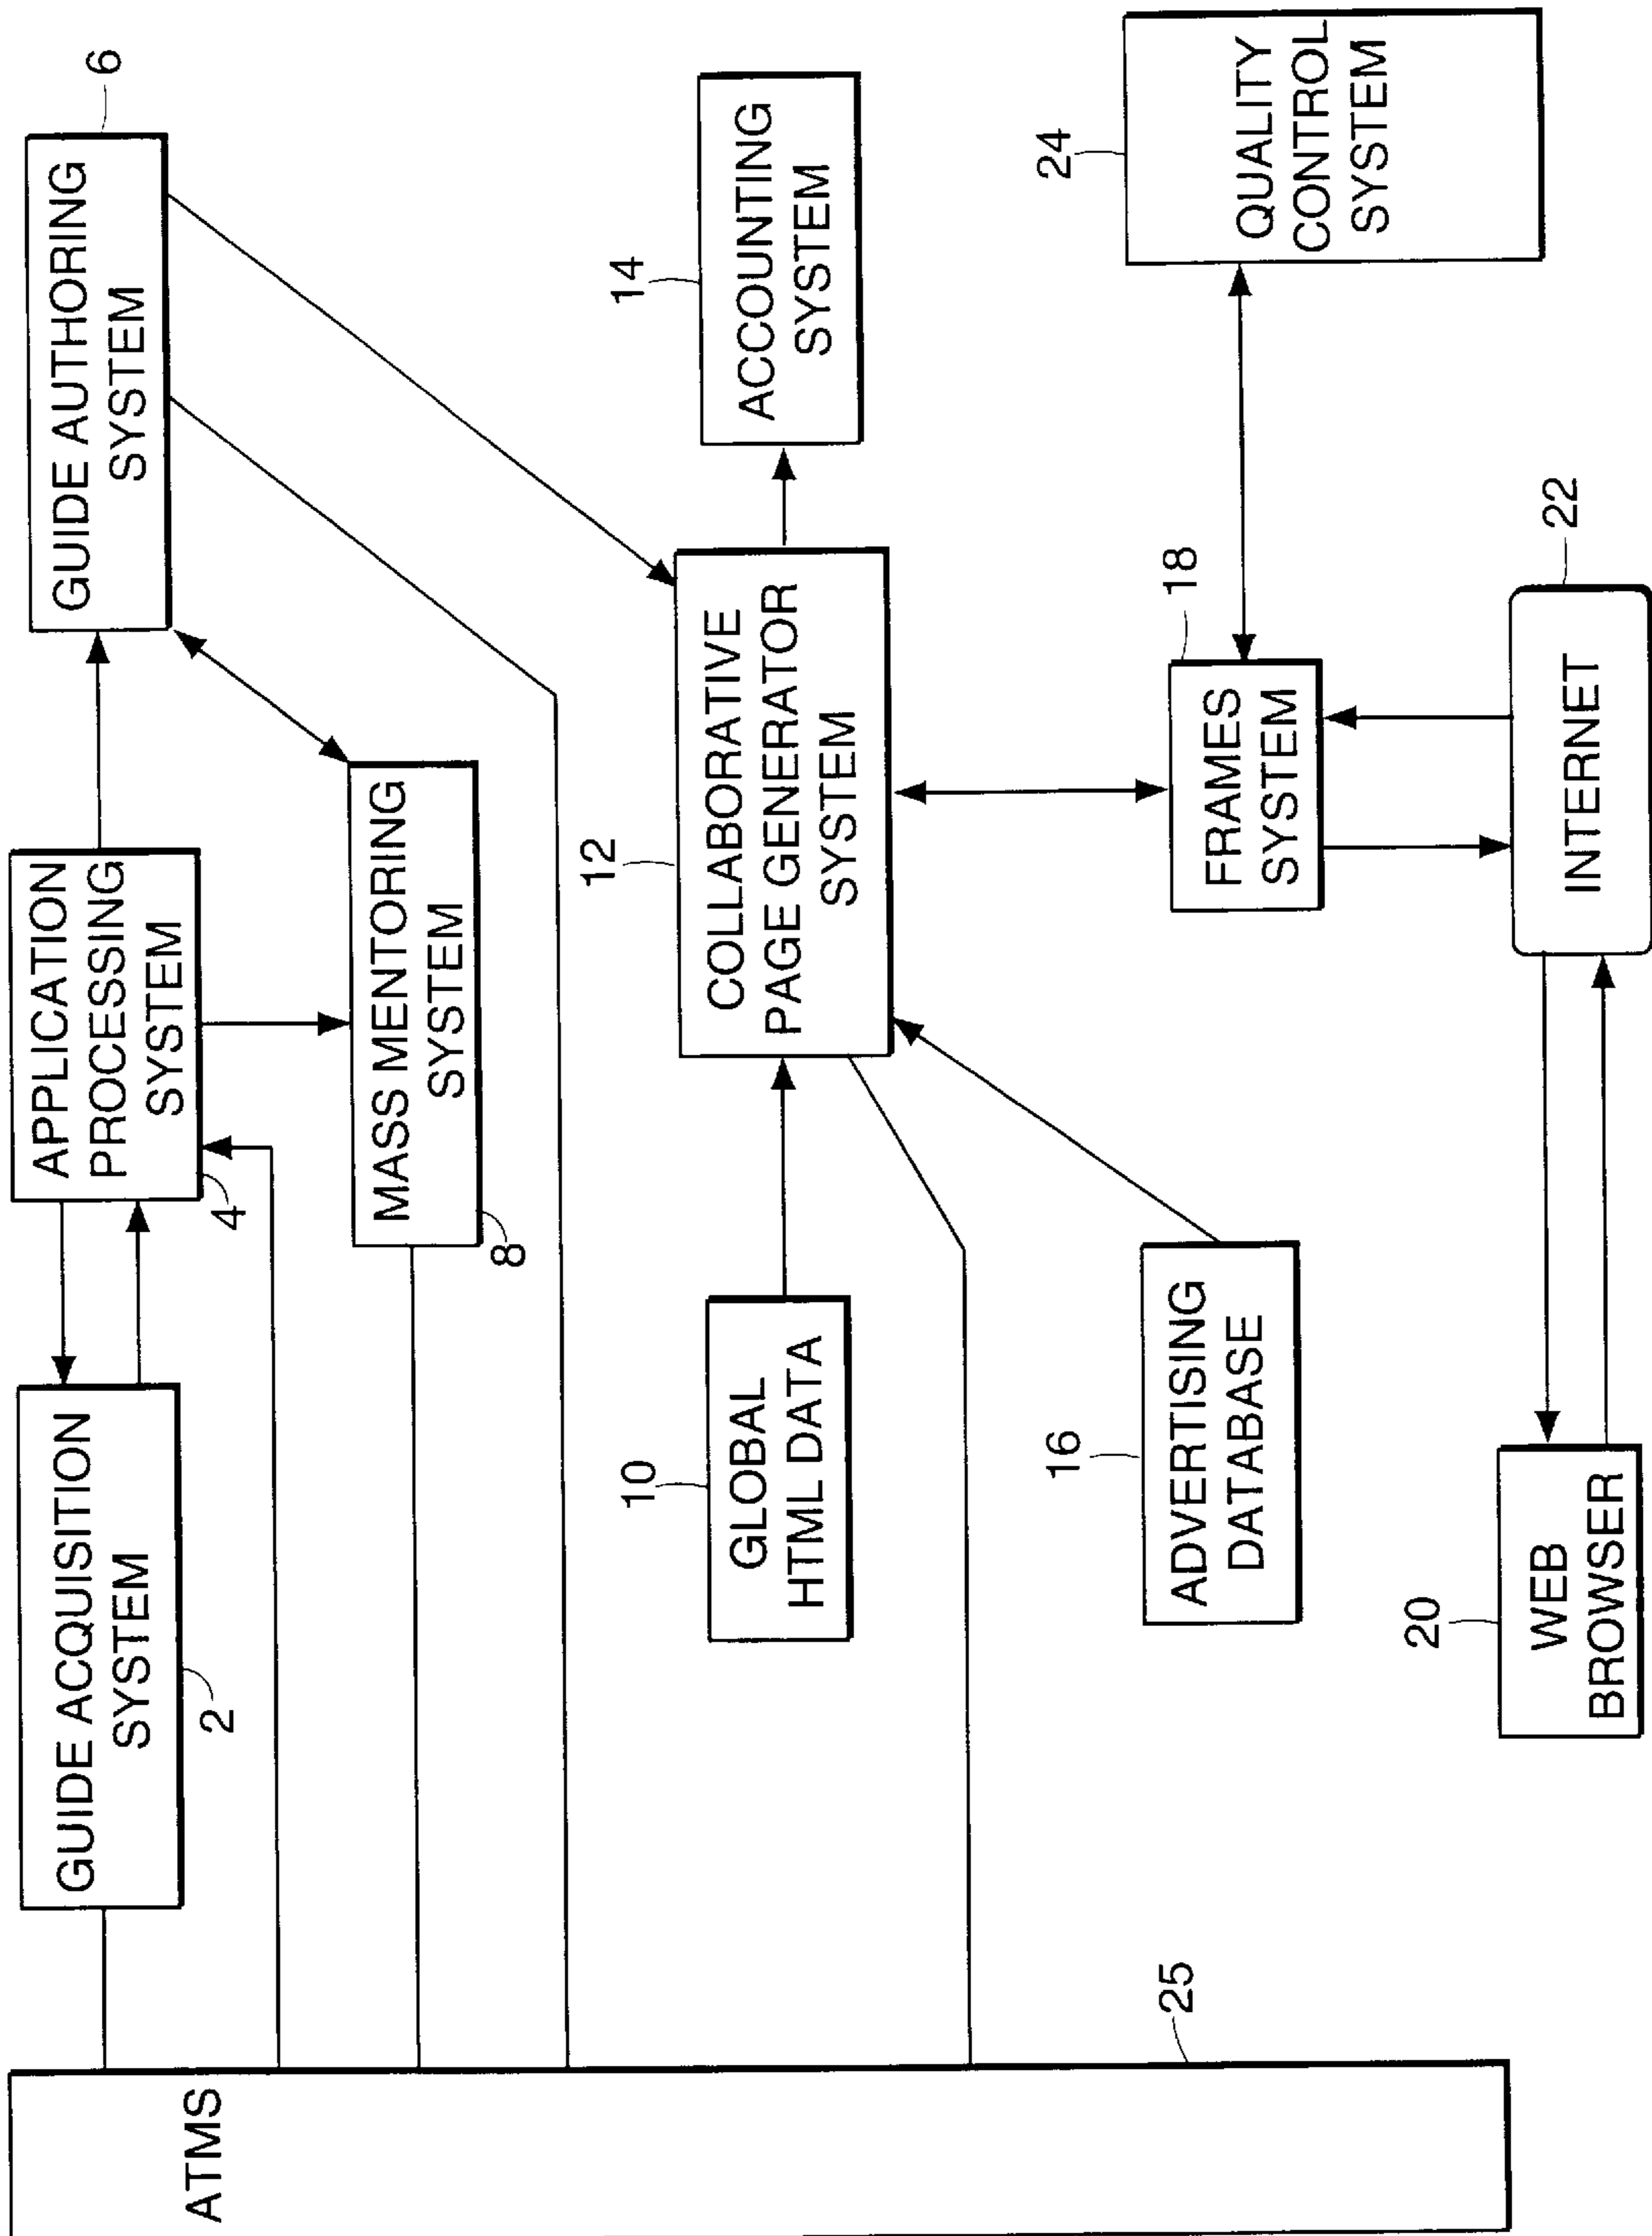 ATMS
25
GUIDE ACQUISITION
SYSTEM
2
APPLICATION
PROCESSING
SYSTEM
4
GUIDE AUTHORING
SYSTEM
6
MASS MENTORING
SYSTEM
8
10
GLOBAL
HTML DATA
12
COLLABORATIVE
PAGE GENERATOR
SYSTEM
14
ACCOUNTING
SYSTEM
16
ADVERTISING
DATABASE
18
FRAMES
SYSTEM
24
QUALITY
CONTROL
SYSTEM
20
WEB
BROWSER
INTERNET
22